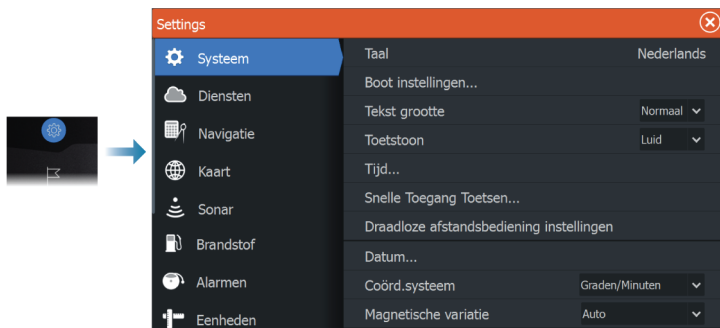 Settings
Systeem
Diensten
Navigatie
Kaart
Sonar
Brandstof
Alarmen
Eenheden
Taal Nederlands
Boot instellingen...
Tekst grootte Normaal
Toetstoon Luid
Tijd...
Snelle Toegang Toetsen...
Draadloze afstandsbediening instellingen
Datum...
Coörd.systeem Graden/Minuten
Magnetische variatie Auto